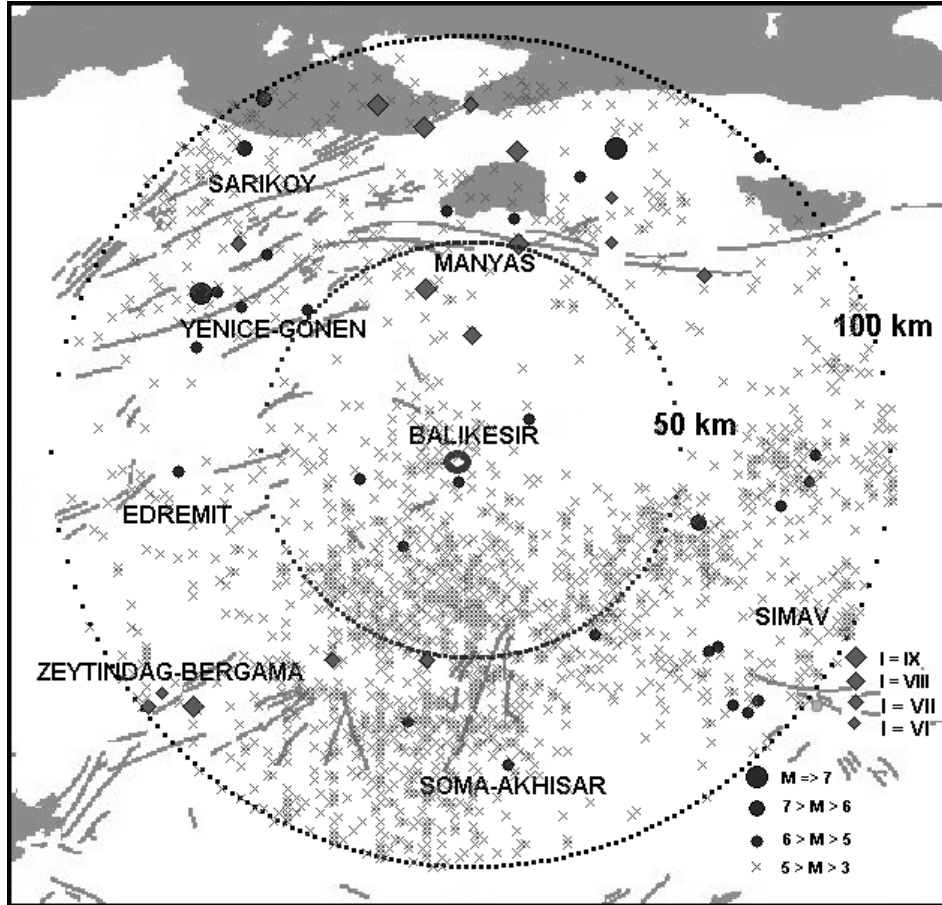 SARIKOY
MANYAS
YENICE-GÖNEN
100 km
50 km
BALIKESIR
EDREMIT
SIMAV
ZEYTINDAG-BERGAMA
I = IX
I = VIII
I = VII
I = VI
SOMA-AKHISAR
M => 7
7 > M > 6
6 > M > 5
5 > M > 3